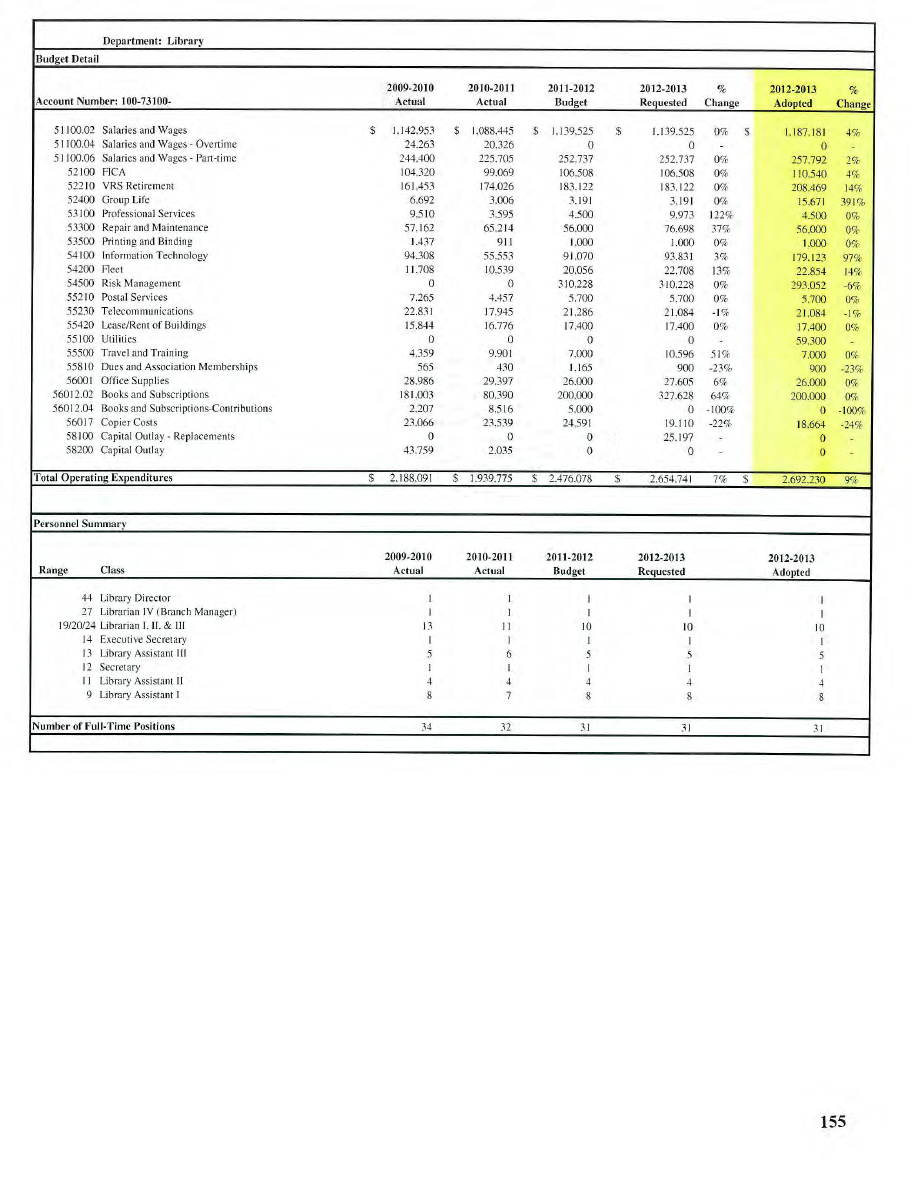 Department: Library
Budget Detail
2009-2010 2010-2011 2011-2012 2012-2013 % 2012-2013 %
Account Number: 100-73100- Actual Actual Budget Requested Change Adopted Change
51100.02 Salaries and Wages $ 1,142,953 $ 1,088,445 $ 1,139,525 $ 1,139,525 0% $ 1,187,181 4%
51100.04 Salaries and Wages - Overtime 24,263 20,326 0 0 - 0 -
51100.06 Salaries and Wages - Part-time 244,400 225,705 252,737 252,737 0% 257,792 2%
52100 FICA 104,320 99,069 106,508 106,508 0% 110,540 4%
52210 VRS Retirement 161,453 174,026 183,122 183,122 0% 208,469 14%
52400 Group Life 6,692 3,006 3,191 3,191 0% 15,671 391%
53100 Professional Services 9,510 3,595 4,500 9,973 122% 4,500 0%
53300 Repair and Maintenance 57,162 65,214 56,000 76,698 37% 56,000 0%
53500 Printing and Binding 1,437 911 1,000 1,000 0% 1,000 0%
54100 Information Technology 94,308 55,553 91,070 93,831 3% 179,123 97%
54200 Fleet 11,708 10,539 20,056 22,708 13% 22,854 14%
54500 Risk Management 0 0 310,228 310,228 0% 293,052 -6%
55210 Postal Services 7,265 4,457 5,700 5,700 0% 5,700 0%
55230 Telecommunications 22,831 17,945 21,286 21,084 -1% 21,084 -1%
55420 Lease/Rent of Buildings 15,844 16,776 17,400 17,400 0% 17,400 0%
55100 Utilities 0 0 0 0 - 59,300 -
55500 Travel and Training 4,359 9,901 7,000 10,596 51% 7,000 0%
55810 Dues and Association Memberships 565 430 1,165 900 -23% 900 -23%
56001 Office Supplies 28,986 29,397 26,000 27,605 6% 26,000 0%
56012.02 Books and Subscriptions 181,003 80,390 200,000 327,628 64% 200,000 0%
56012.04 Books and Subscriptions-Contributions 2,207 8,516 5,000 0 -100% 0 -100%
56017 Copier Costs 23,066 23,539 24,591 19,110 -22% 18,664 -24%
58100 Capital Outlay - Replacements 0 0 0 25,197 - 0 -
58200 Capital Outlay 43,759 2,035 0 0 - 0 -
Total Operating Expenditures $ 2,188,091 $ 1,939,775 $ 2,476,078 $ 2,654,741 7% $ 2,692,230 9%
Personnel Summary
2009-2010 2010-2011 2011-2012 2012-2013 2012-2013
Range Class Actual Actual Budget Requested Adopted
44 Library Director 1 1 1 1 1
27 Librarian IV (Branch Manager) 1 1 1 1 1
19/20/24 Librarian I, II, & III 13 11 10 10 10
14 Executive Secretary 1 1 1 1 1
13 Library Assistant III 5 6 5 5 5
12 Secretary 1 1 1 1 1
11 Library Assistant II 4 4 4 4 4
9 Library Assistant I 8 7 8 8 8
Number of Full-Time Positions 34 32 31 31 31
155